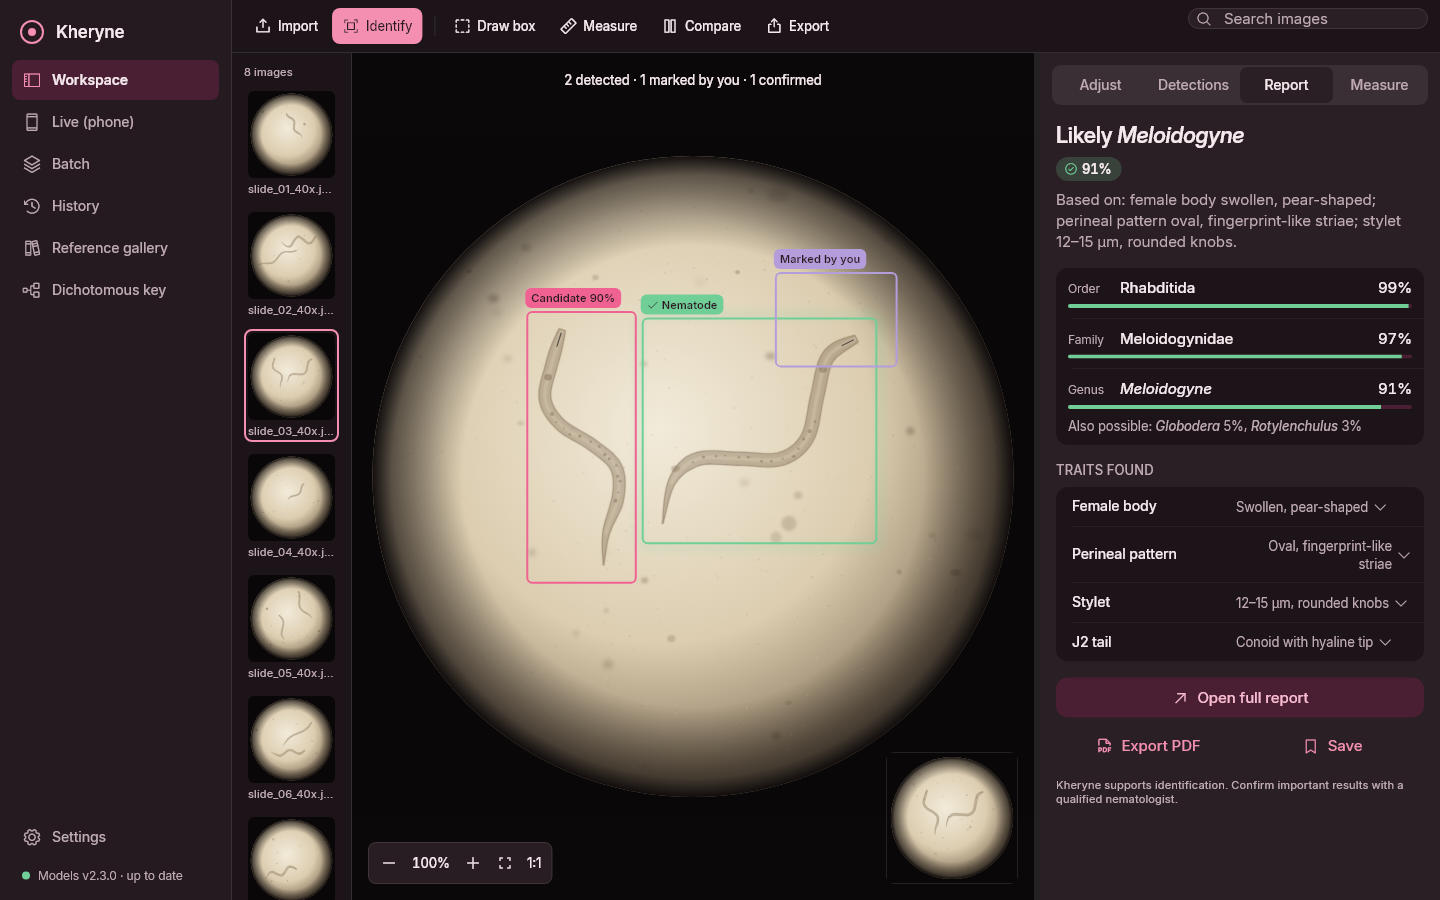 Kheryne
Workspace
Live (phone)
Batch
History
Reference gallery
Dichotomous key
Settings
Models v2.3.0 · up to date
Import
Identify
Draw box
Measure
Compare
Export
Search images
8 images
slide_01_40x.j...
slide_02_40x.j...
slide_03_40x.j...
slide_04_40x.j...
slide_05_40x.j...
slide_06_40x.j...
2 detected · 1 marked by you · 1 confirmed
Marked by you
Candidate 90%
Nematode
100%
1:1
Adjust
Detections
Report
Measure
Likely Meloidogyne
91%
Based on: female body swollen, pear-shaped;
perineal pattern oval, fingerprint-like striae; stylet
12–15 µm, rounded knobs.
Order Rhabditida 99%
Family Meloidogynidae 97%
Genus Meloidogyne 91%
Also possible: Globodera 5%, Rotylenchulus 3%
TRAITS FOUND
Female body Swollen, pear-shaped
Perineal pattern Oval, fingerprint-like
striae
Stylet 12–15 µm, rounded knobs
J2 tail Conoid with hyaline tip
Open full report
PDF Export PDF
Save
Kheryne supports identification. Confirm important results with a
qualified nematologist.